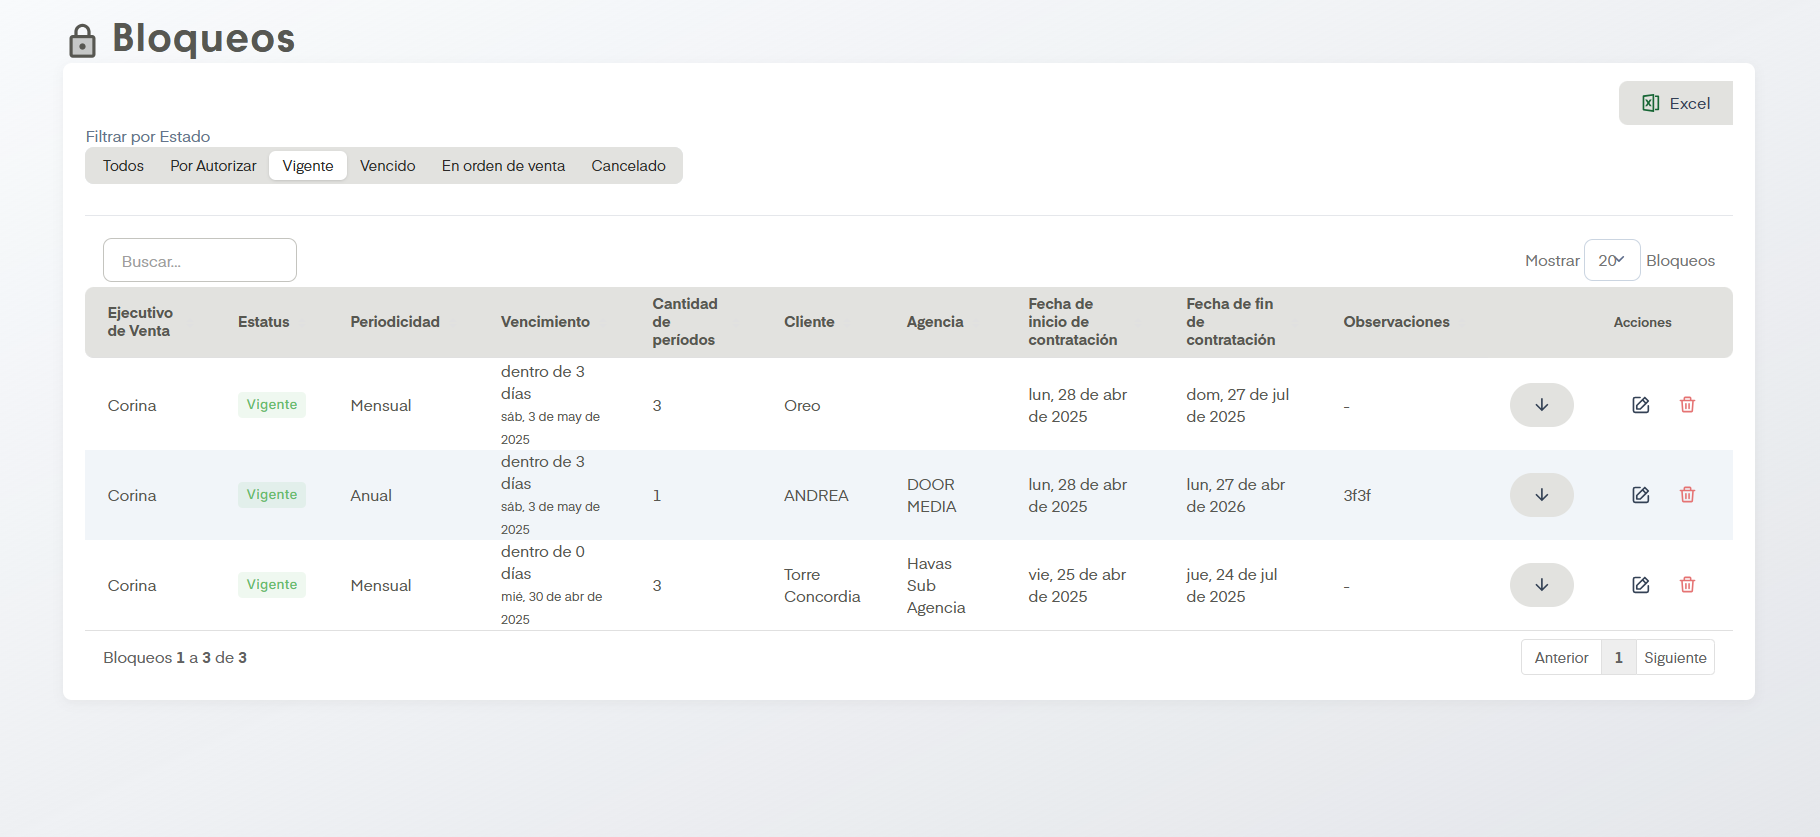 Bloqueos
Excel
Filtrar por Estado
Todos Por Autorizar Vigente Vencido En orden de venta Cancelado
Buscar...
Mostrar 20 Bloqueos
Ejecutivo de Venta Estatus Periodicidad Vencimiento Cantidad de períodos Cliente Agencia Fecha de inicio de contratación Fecha de fin de contratación Observaciones Acciones
Corina Vigente Mensual dentro de 3 días sáb, 3 de may de 2025 3 Oreo lun, 28 de abr de 2025 dom, 27 de jul de 2025 -
Corina Vigente Anual dentro de 3 días sáb, 3 de may de 2025 1 ANDREA DOOR MEDIA lun, 28 de abr de 2025 lun, 27 de abr de 2026 3f3f
Corina Vigente Mensual dentro de 0 días mié, 30 de abr de 2025 3 Torre Concordia Havas Sub Agencia vie, 25 de abr de 2025 jue, 24 de jul de 2025 -
Bloqueos 1 a 3 de 3
Anterior 1 Siguiente